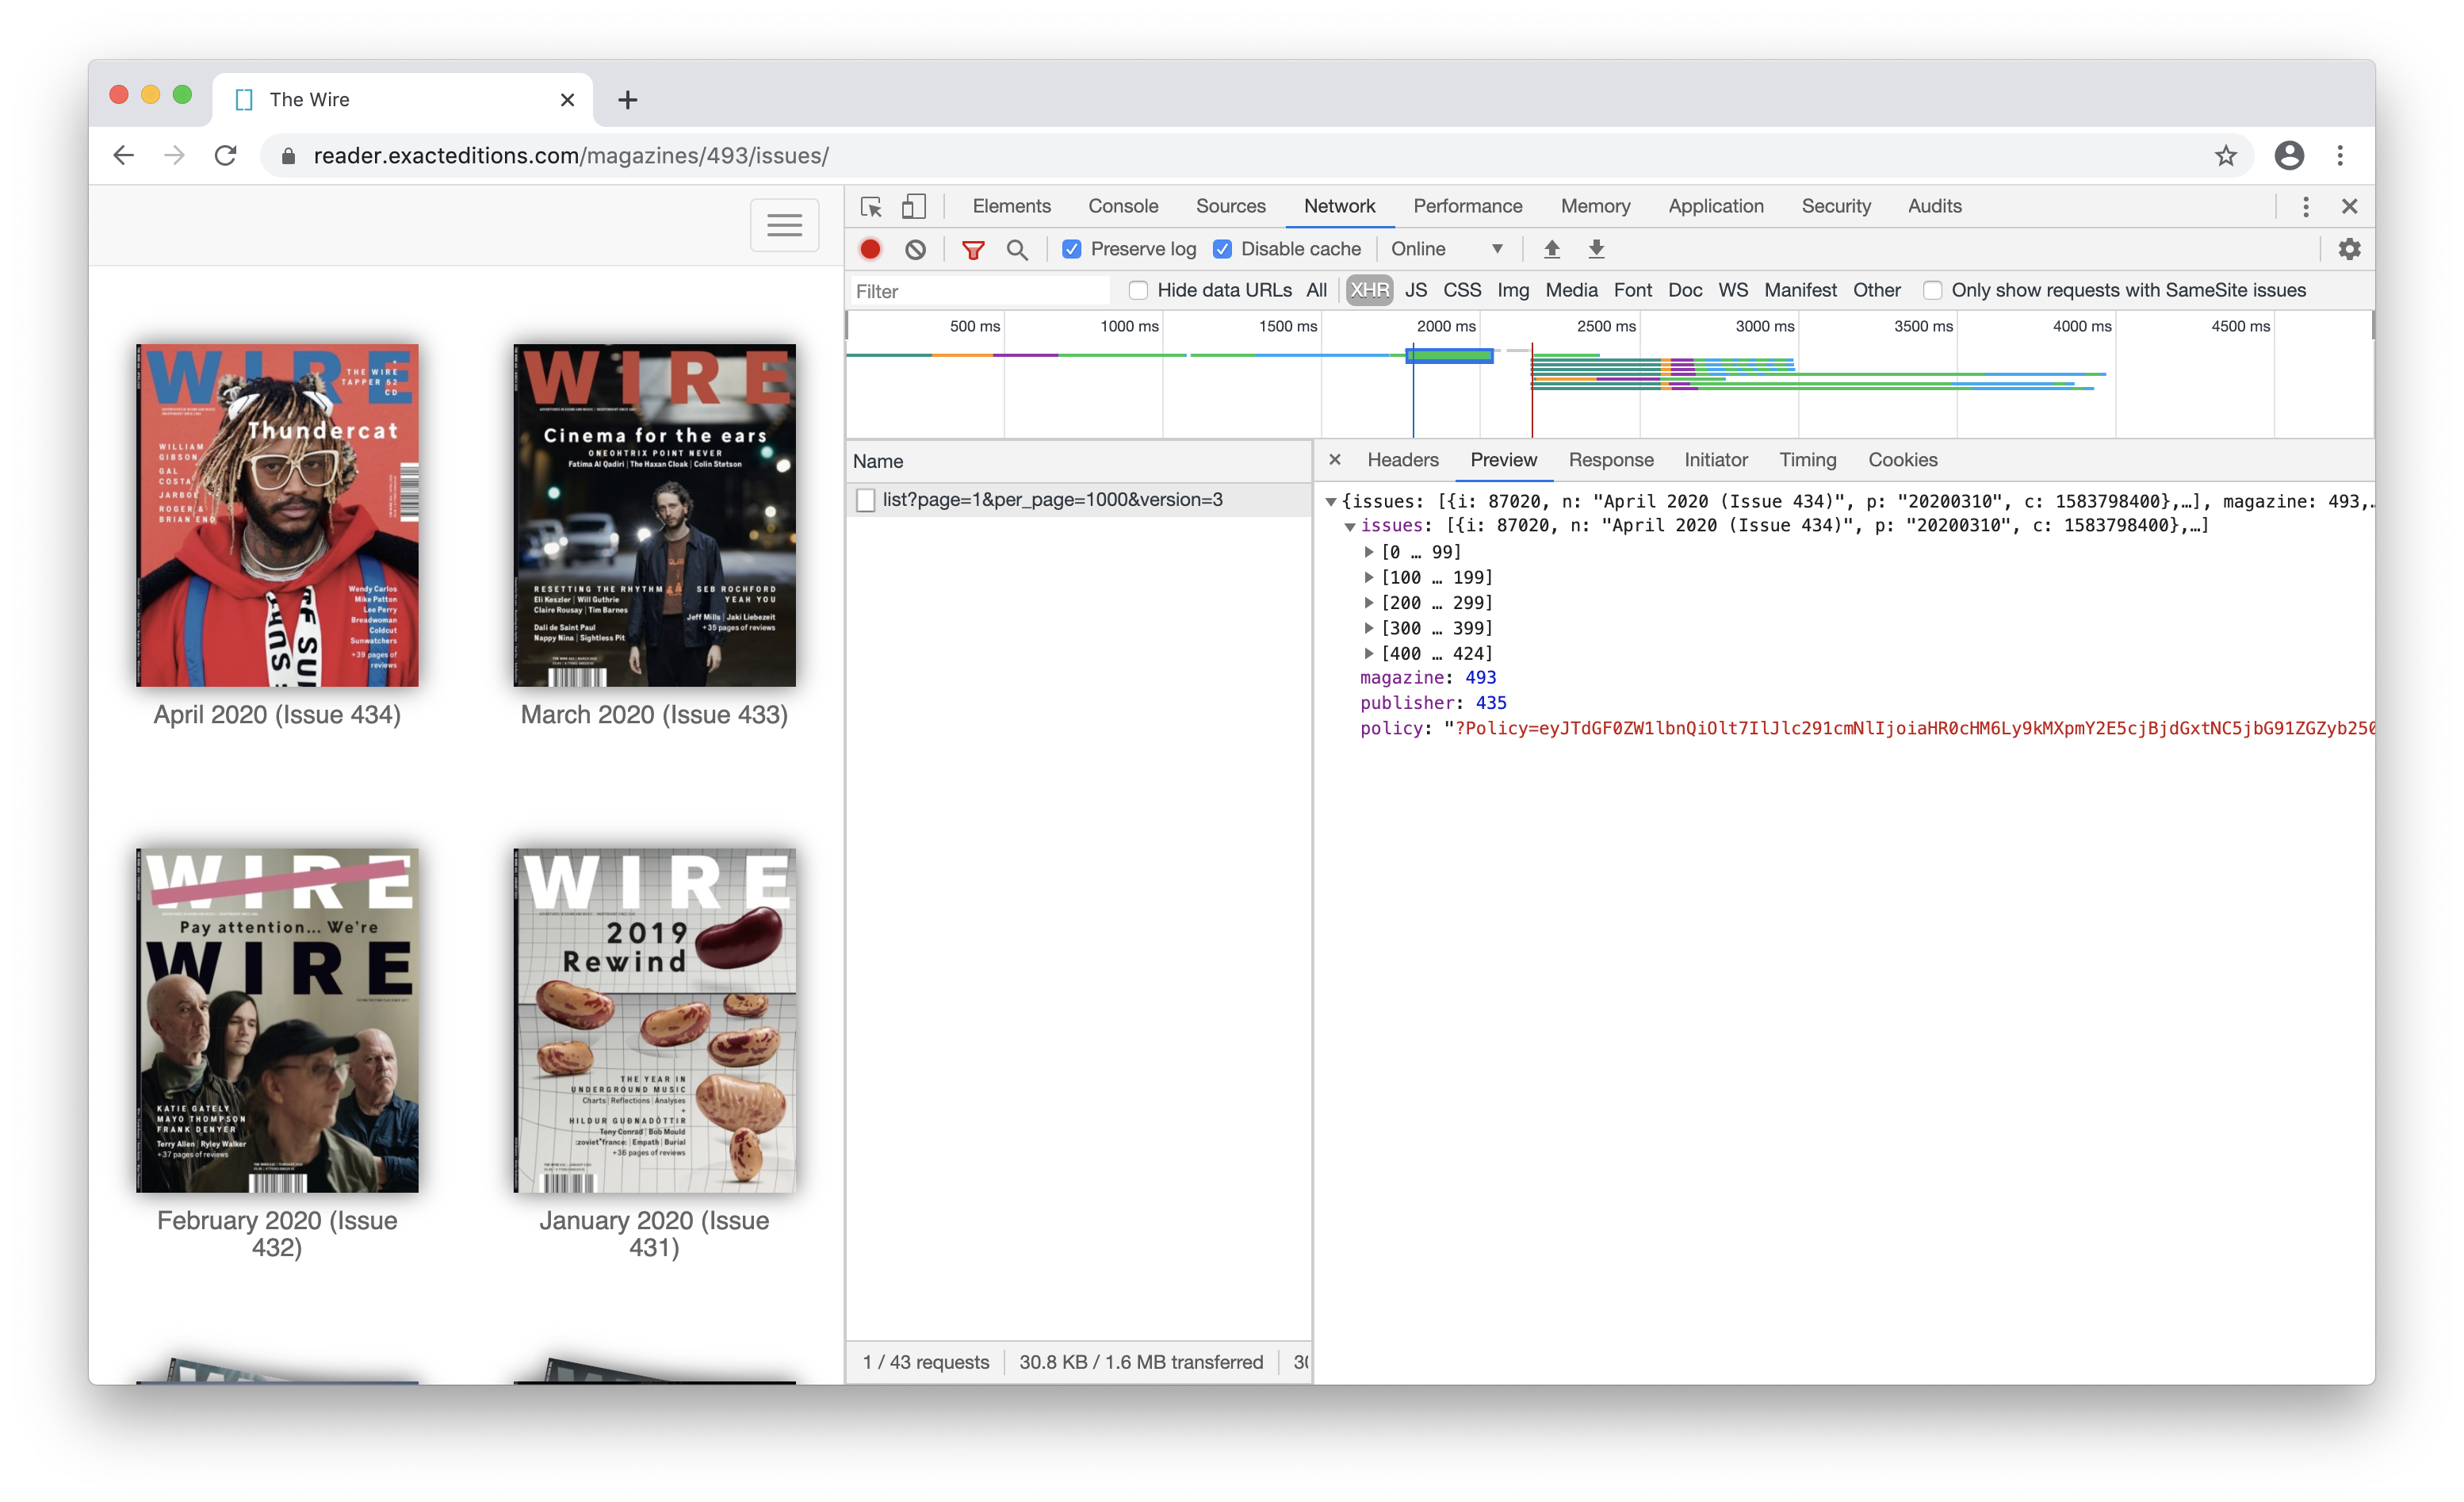 The Wire
reader.exacteditions.com/magazines/493/issues/
Elements Console Sources Network Performance Memory Application Security Audits
Preserve log Disable cache Online
Filter Hide data URLs All XHR JS CSS Img Media Font Doc WS Manifest Other Only show requests with SameSite issues
500 ms 1000 ms 1500 ms 2000 ms 2500 ms 3000 ms 3500 ms 4000 ms 4500 ms
Name
list?page=1&per_page=1000&version=3
Headers Preview Response Initiator Timing Cookies
{issues: [{i: 87020, n: "April 2020 (Issue 434)", p: "20200310", c: 1583798400},…], magazine: 493,…
issues: [{i: 87020, n: "April 2020 (Issue 434)", p: "20200310", c: 1583798400},…]
[0 … 99]
[100 … 199]
[200 … 299]
[300 … 399]
[400 … 424]
magazine: 493
publisher: 435
policy: "?Policy=eyJTdGF0ZW1lbnQiOlt7IlJlc291cmNlIjoiaHR0cHM6Ly9kMXpmY2E5cjBjdGxtNC5jbG91ZGZyb250
1 / 43 requests 30.8 KB / 1.6 MB transferred
WIRE
THE WIRE
TAPPER 52
CD
Thundercat
WILLIAM
GIBSON
GAL
COSTA
JARBOE
ROGER &
BRIAN ENO
Wendy Carlos
Mike Patton
Lee Perry
Breadwoman
Coldcut
Sunwatchers
+39 pages of
reviews
April 2020 (Issue 434)
WIRE
Cinema for the ears
ONEOHTRIX POINT NEVER
Fatima Al Qadiri | The Haxan Cloak | Colin Stetson
RESETTING THE RHYTHM
Eli Keszler | Will Guthrie
Claire Rousay | Tim Barnes
Dali de Saint Paul
Nappy Nina | Sightless Pit
SEB ROCHFORD
YEAH YOU
Jeff Mills | Jaki Liebezeit
+35 pages of reviews
March 2020 (Issue 433)
WIRE
Pay attention... We're
WIRE
KATIE GATELY
MAYO THOMPSON
FRANK DENYER
Terry Allen | Ryley Walker
+37 pages of reviews
February 2020 (Issue
432)
WIRE
2019
Rewind
THE YEAR IN
UNDERGROUND MUSIC
Charts | Reflections | Analyses
+
HILDUR GUÐNADÓTTIR
Tony Conrad | Bob Mould
:zoviet*france: | Empath | Burial
+36 pages of reviews
January 2020 (Issue
431)